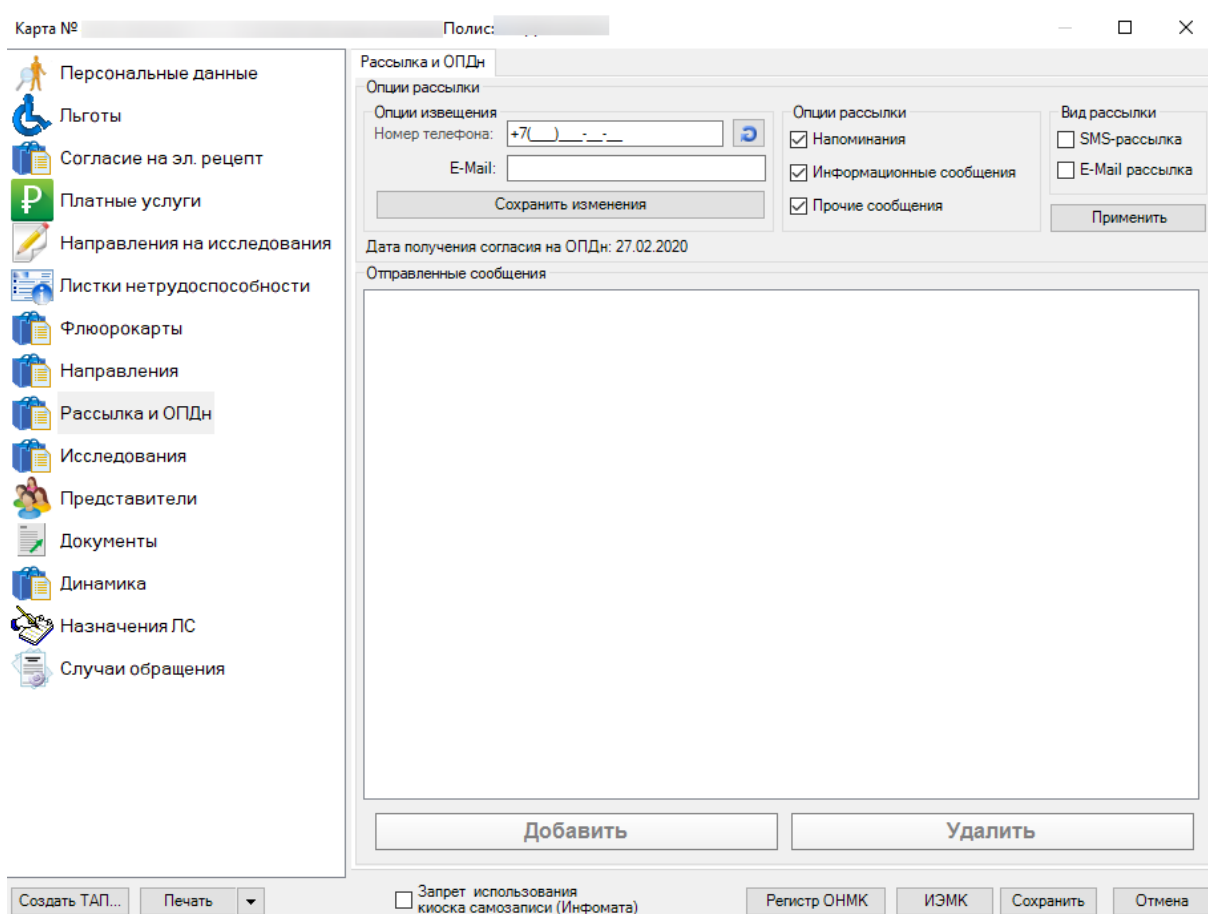 Карта №
Полис:
Персональные данные
Льготы
Согласие на эл. рецепт
Платные услуги
Направления на исследования
Листки нетрудоспособности
Флюорокарты
Направления
Рассылка и ОПДн
Исследования
Представители
Документы
Динамика
Назначения ЛС
Случаи обращения
Рассылка и ОПДн
Опции рассылки
Опции извещения
Номер телефона: +7(___)___-__-__
E-Mail:
Сохранить изменения
Опции рассылки
Напоминания
Информационные сообщения
Прочие сообщения
Вид рассылки
SMS-рассылка
E-Mail рассылка
Применить
Дата получения согласия на ОПДн: 27.02.2020
Отправленные сообщения
Добавить
Удалить
Создать ТАП...
Печать
Запрет использования
киоска самозаписи (Инфомата)
Регистр ОНМК
ИЭМК
Сохранить
Отмена